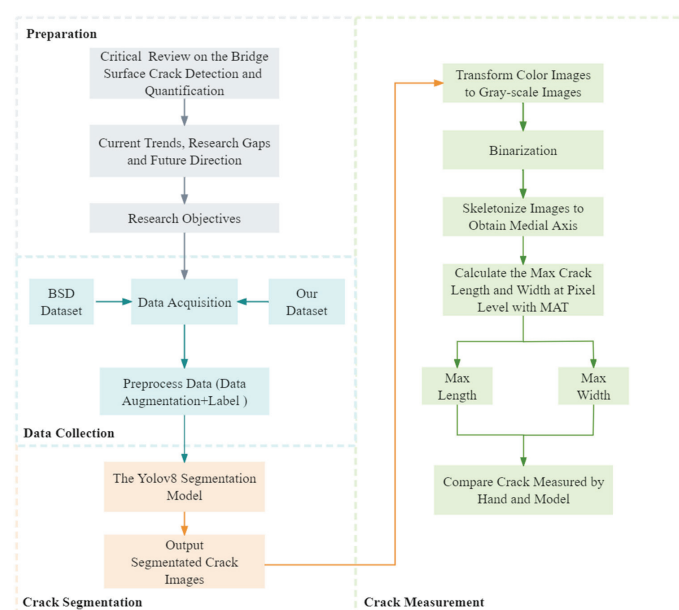 Preparation
Critical Review on the Bridge
Surface Crack Detection and
Quantification
Current Trends, Research Gaps
and Future Direction
Research Objectives
BSD
Dataset
Data Acquisition
Our
Dataset
Preprocess Data (Data
Augmentation+Label )
Data Collection
The Yolov8 Segmentation
Model
Output
Segmentated Crack
Images
Crack Segmentation
Transform Color Images
to Gray-scale Images
Binarization
Skeletonize Images to
Obtain Medial Axis
Calculate the Max Crack
Length and Width at Pixel
Level with MAT
Max
Length
Max
Width
Compare Crack Measured by
Hand and Model
Crack Measurement